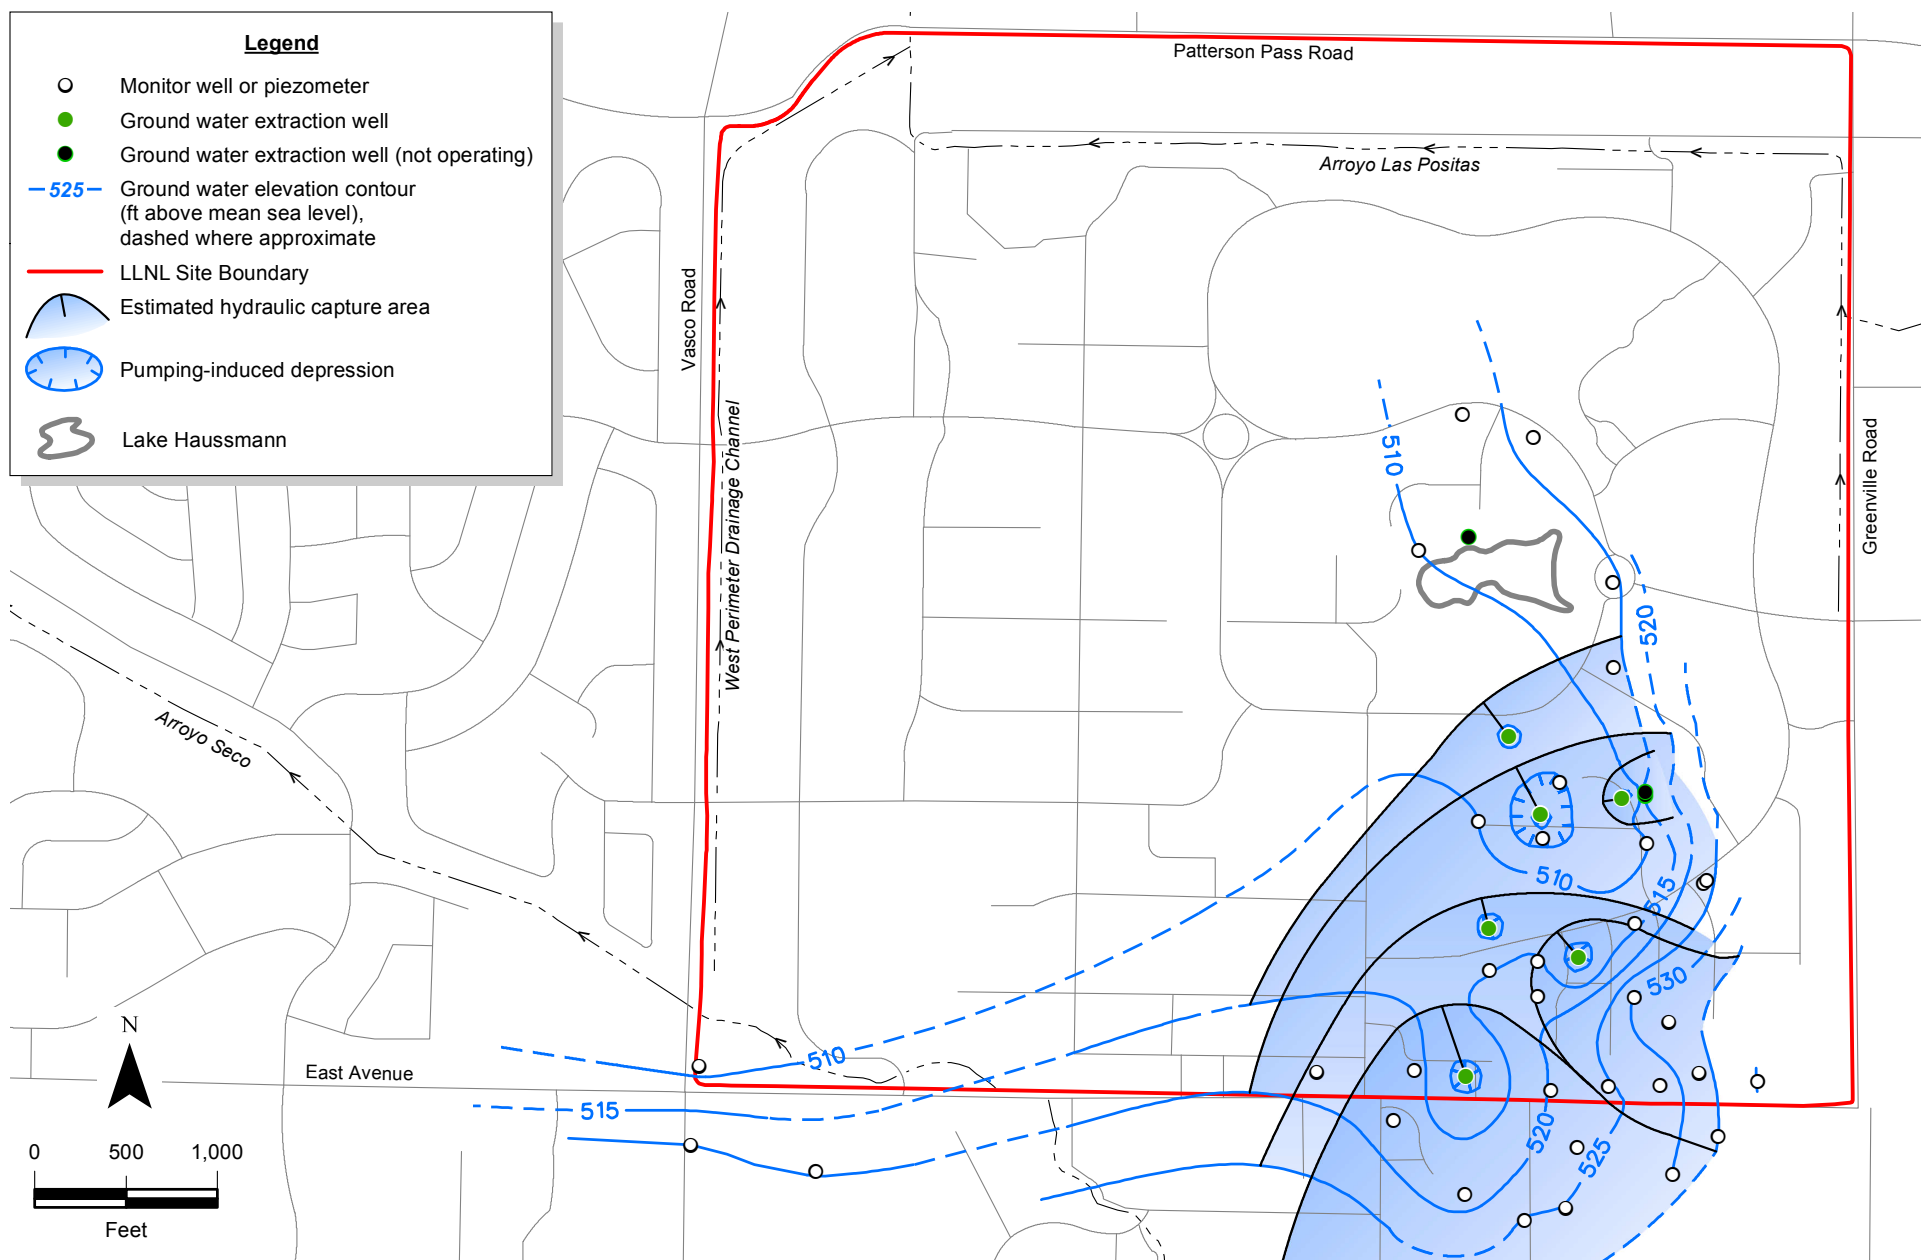 Legend
Monitor well or piezometer
Ground water extraction well
Ground water extraction well (not operating)
525
Ground water elevation contour
(ft above mean sea level),
dashed where approximate
LLNL Site Boundary
Estimated hydraulic capture area
Pumping-induced depression
Lake Haussmann
Patterson Pass Road
Arroyo Las Positas
Vasco Road
West Perimeter Drainage Channel
Greenville Road
510
520
Arroyo Seco
510
515
530
510
515
520
525
East Avenue
N
0 500 1,000
Feet